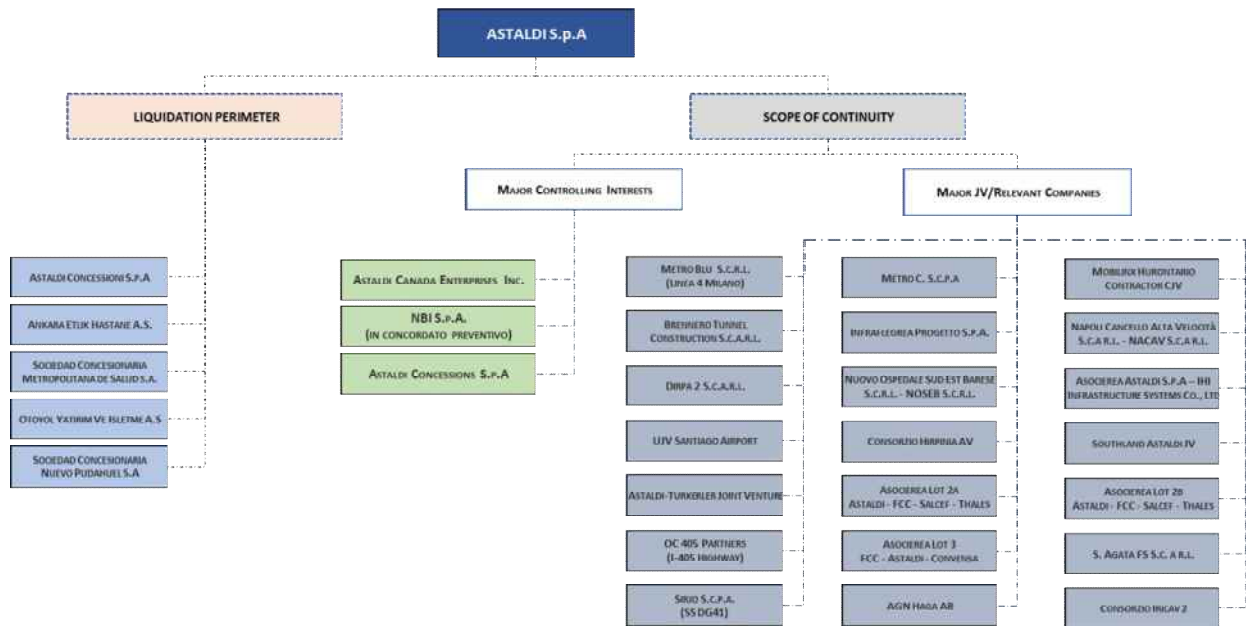 ASTALDI S.p.A
LIQUIDATION PERIMETER
SCOPE OF CONTINUITY
MAJOR CONTROLLING INTERESTS
MAJOR JV/RELEVANT COMPANIES
ASTALDI CONCESSIONI S.P.A
ANKARA ETLIK HASTANE A.S.
SOCIEDAD CONCESIONARIA
METROPOLITANA DE SALUD S.A.
OTOYOL YATIRIM VE ISLETME A.S
SOCIEDAD CONCESIONARIA
NUEVO PUDAHUEL S.A
ASTALDI CANADA ENTERPRISES INC.
NBI S.P.A.
(IN CONCORDATO PREVENTIVO)
ASTALDI CONCESSIONS S.P.A
METRO BLU S.C.R.L.
(LINEA 4 MILANO)
BRENNERO TUNNEL
CONSTRUCTION S.C.A.R.L.
DIRPA 2 S.C.A.R.L.
UJV SANTIAGO AIRPORT
ASTALDI-TURKERLER JOINT VENTURE
OC 405 PARTNERS
(I-405 HIGHWAY)
SIRJO S.C.P.A.
(SS DG41)
METRO C. S.C.P.A
INFRAFLEGREA PROGETTO S.P.A.
NUOVO OSPEDALE SUD EST BARESE
S.C.R.L. - NOSEB S.C.R.L.
CONSORZIO HIRPINIA AV
ASOCIEREA LOT 2A
ASTALDI - FCC - SALCEF - THALES
ASOCIEREA LOT 3
FCC - ASTALDI - CONVENSA
AGN HAGA AB
MOBILINX HURONTARIO
CONTRACTOR CJV
NAPOLI CANCELLO ALTA VELOCITÀ
S.C.A R.L. - NACAV S.C.A R.L.
ASOCIEREA ASTALDI S.P.A – IHI
INFRASTRUCTURE SYSTEMS CO., LTD
SOUTHLAND ASTALDI JV
ASOCIEREA LOT 2B
ASTALDI - FCC - SALCEF - THALES
S. AGATA FS S.C. A R.L.
CONSORZIO IRICAV 2